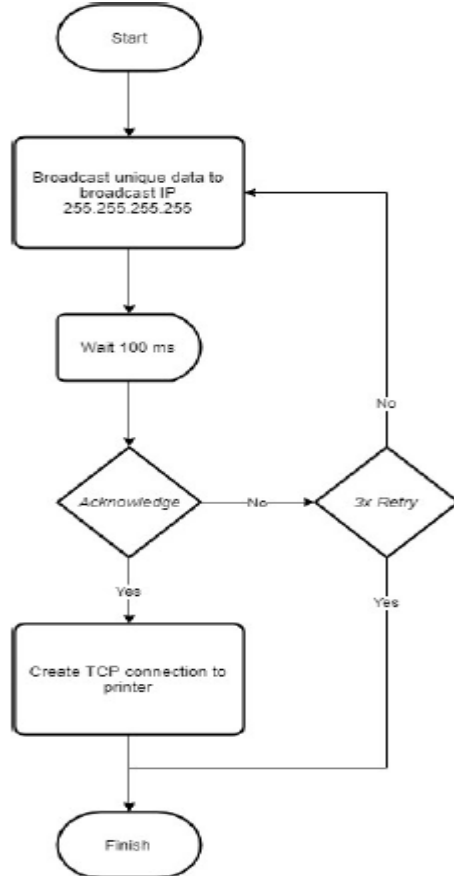 Start
Broadcast unique data to
broadcast IP
255.255.255.255
Wait 100 ms
No
Acknowledge
No
3x Retry
Yes
Yes
Create TCP connection to
printer
Finish